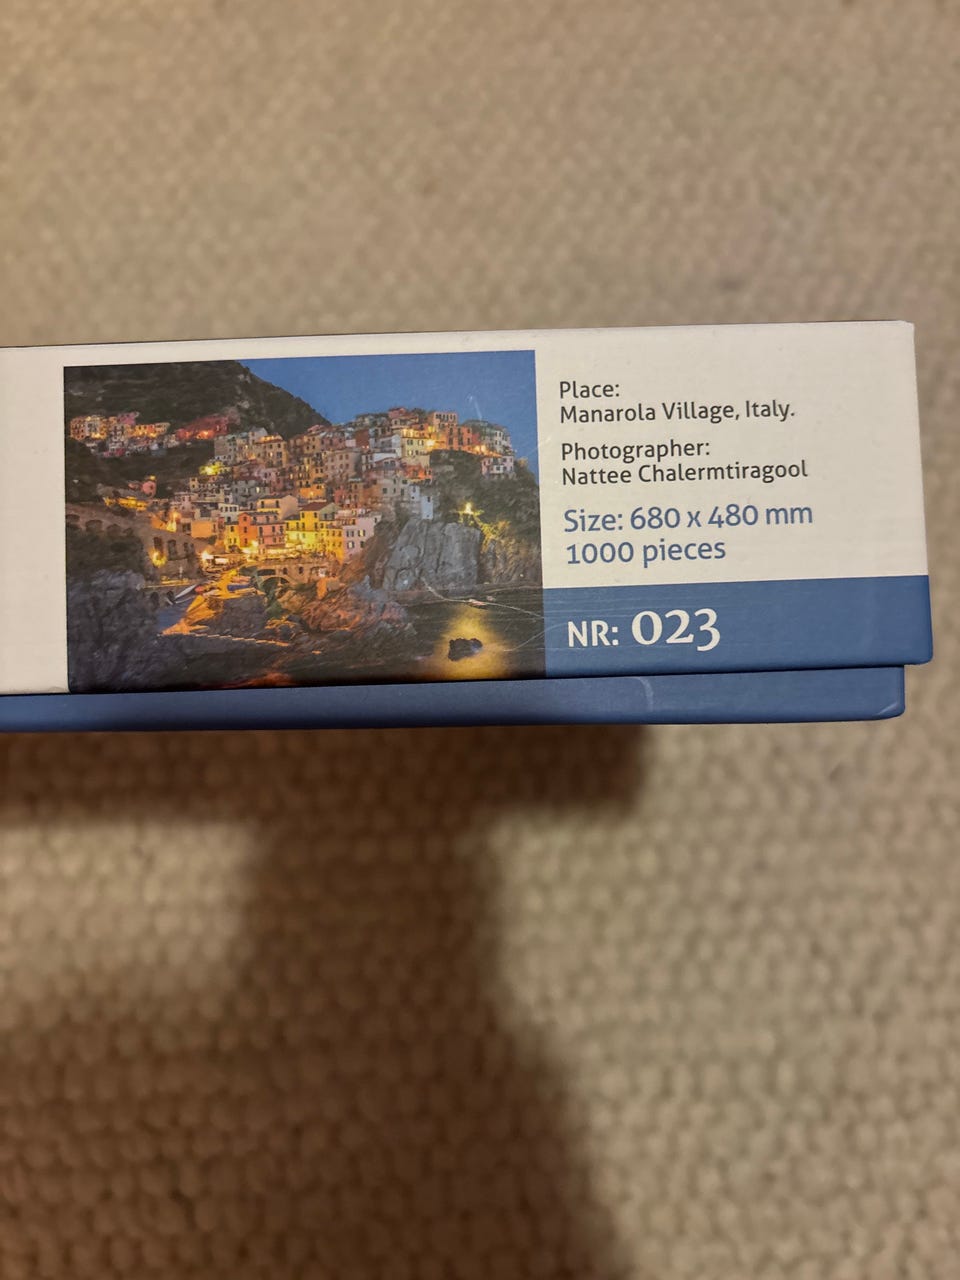 Place:
Manarola Village, Italy.
Photographer:
Nattee Chalermtiragool
Size: 680 x 480 mm
1000 pieces
NR: 023